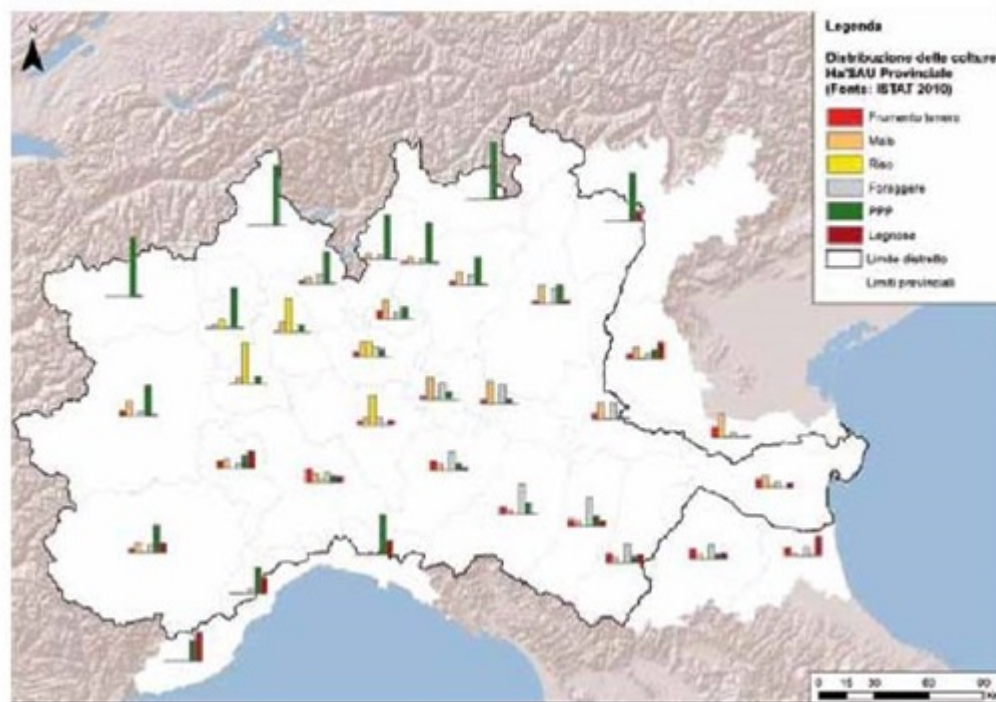 N
Legenda
Distribuzione delle colture
Ha/SAU Provinciale
(Fonte: ISTAT 2010)
Frumento tenero
Mais
Riso
Foraggere
PPP
Legnose
Limite distretto
Limiti provinciali
0 15 30 60 90